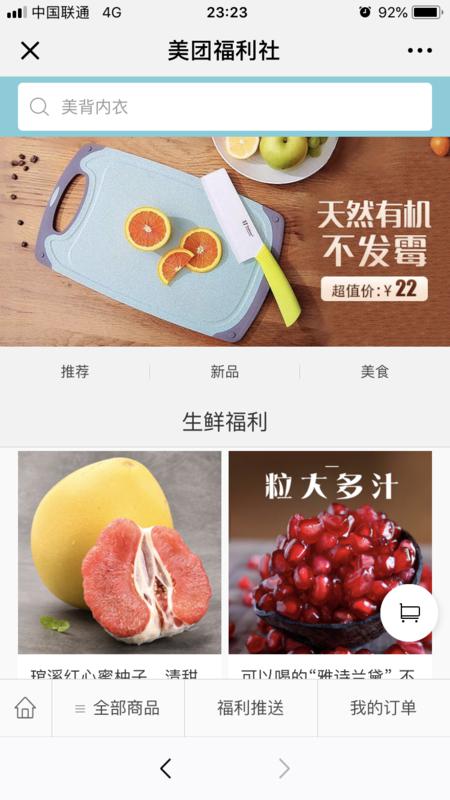 中国联通 4G 23:23 92%
美团福利社
美背内衣
天然有机
不发霉
超值价:¥22
推荐 新品 美食
生鲜福利
粒大多汁
琯溪红心蜜柚子，清甜
可以喝的“雅诗兰黛” 不
全部商品 福利推送 我的订单